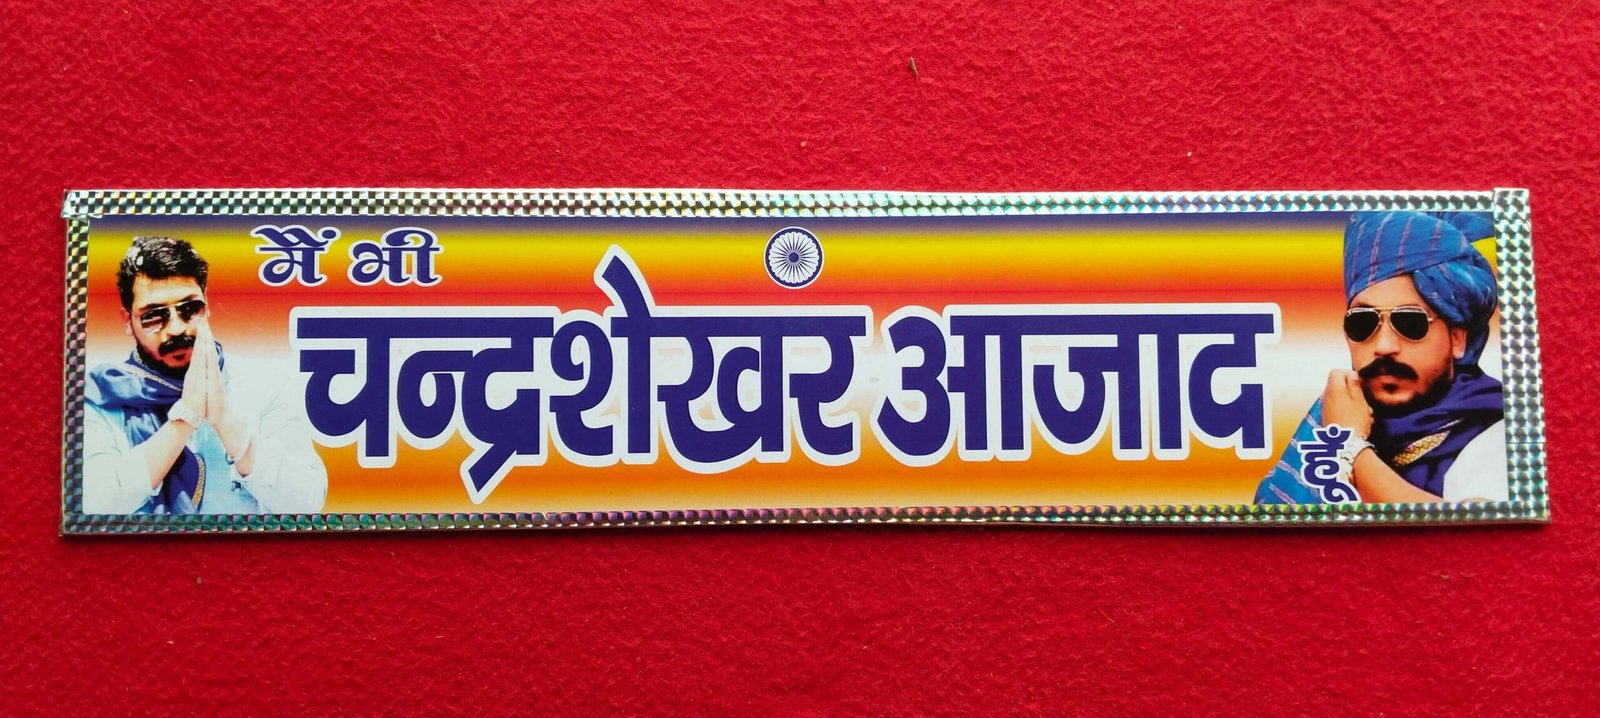 मैं भी
चन्द्रशेखर आजाद
हूँ